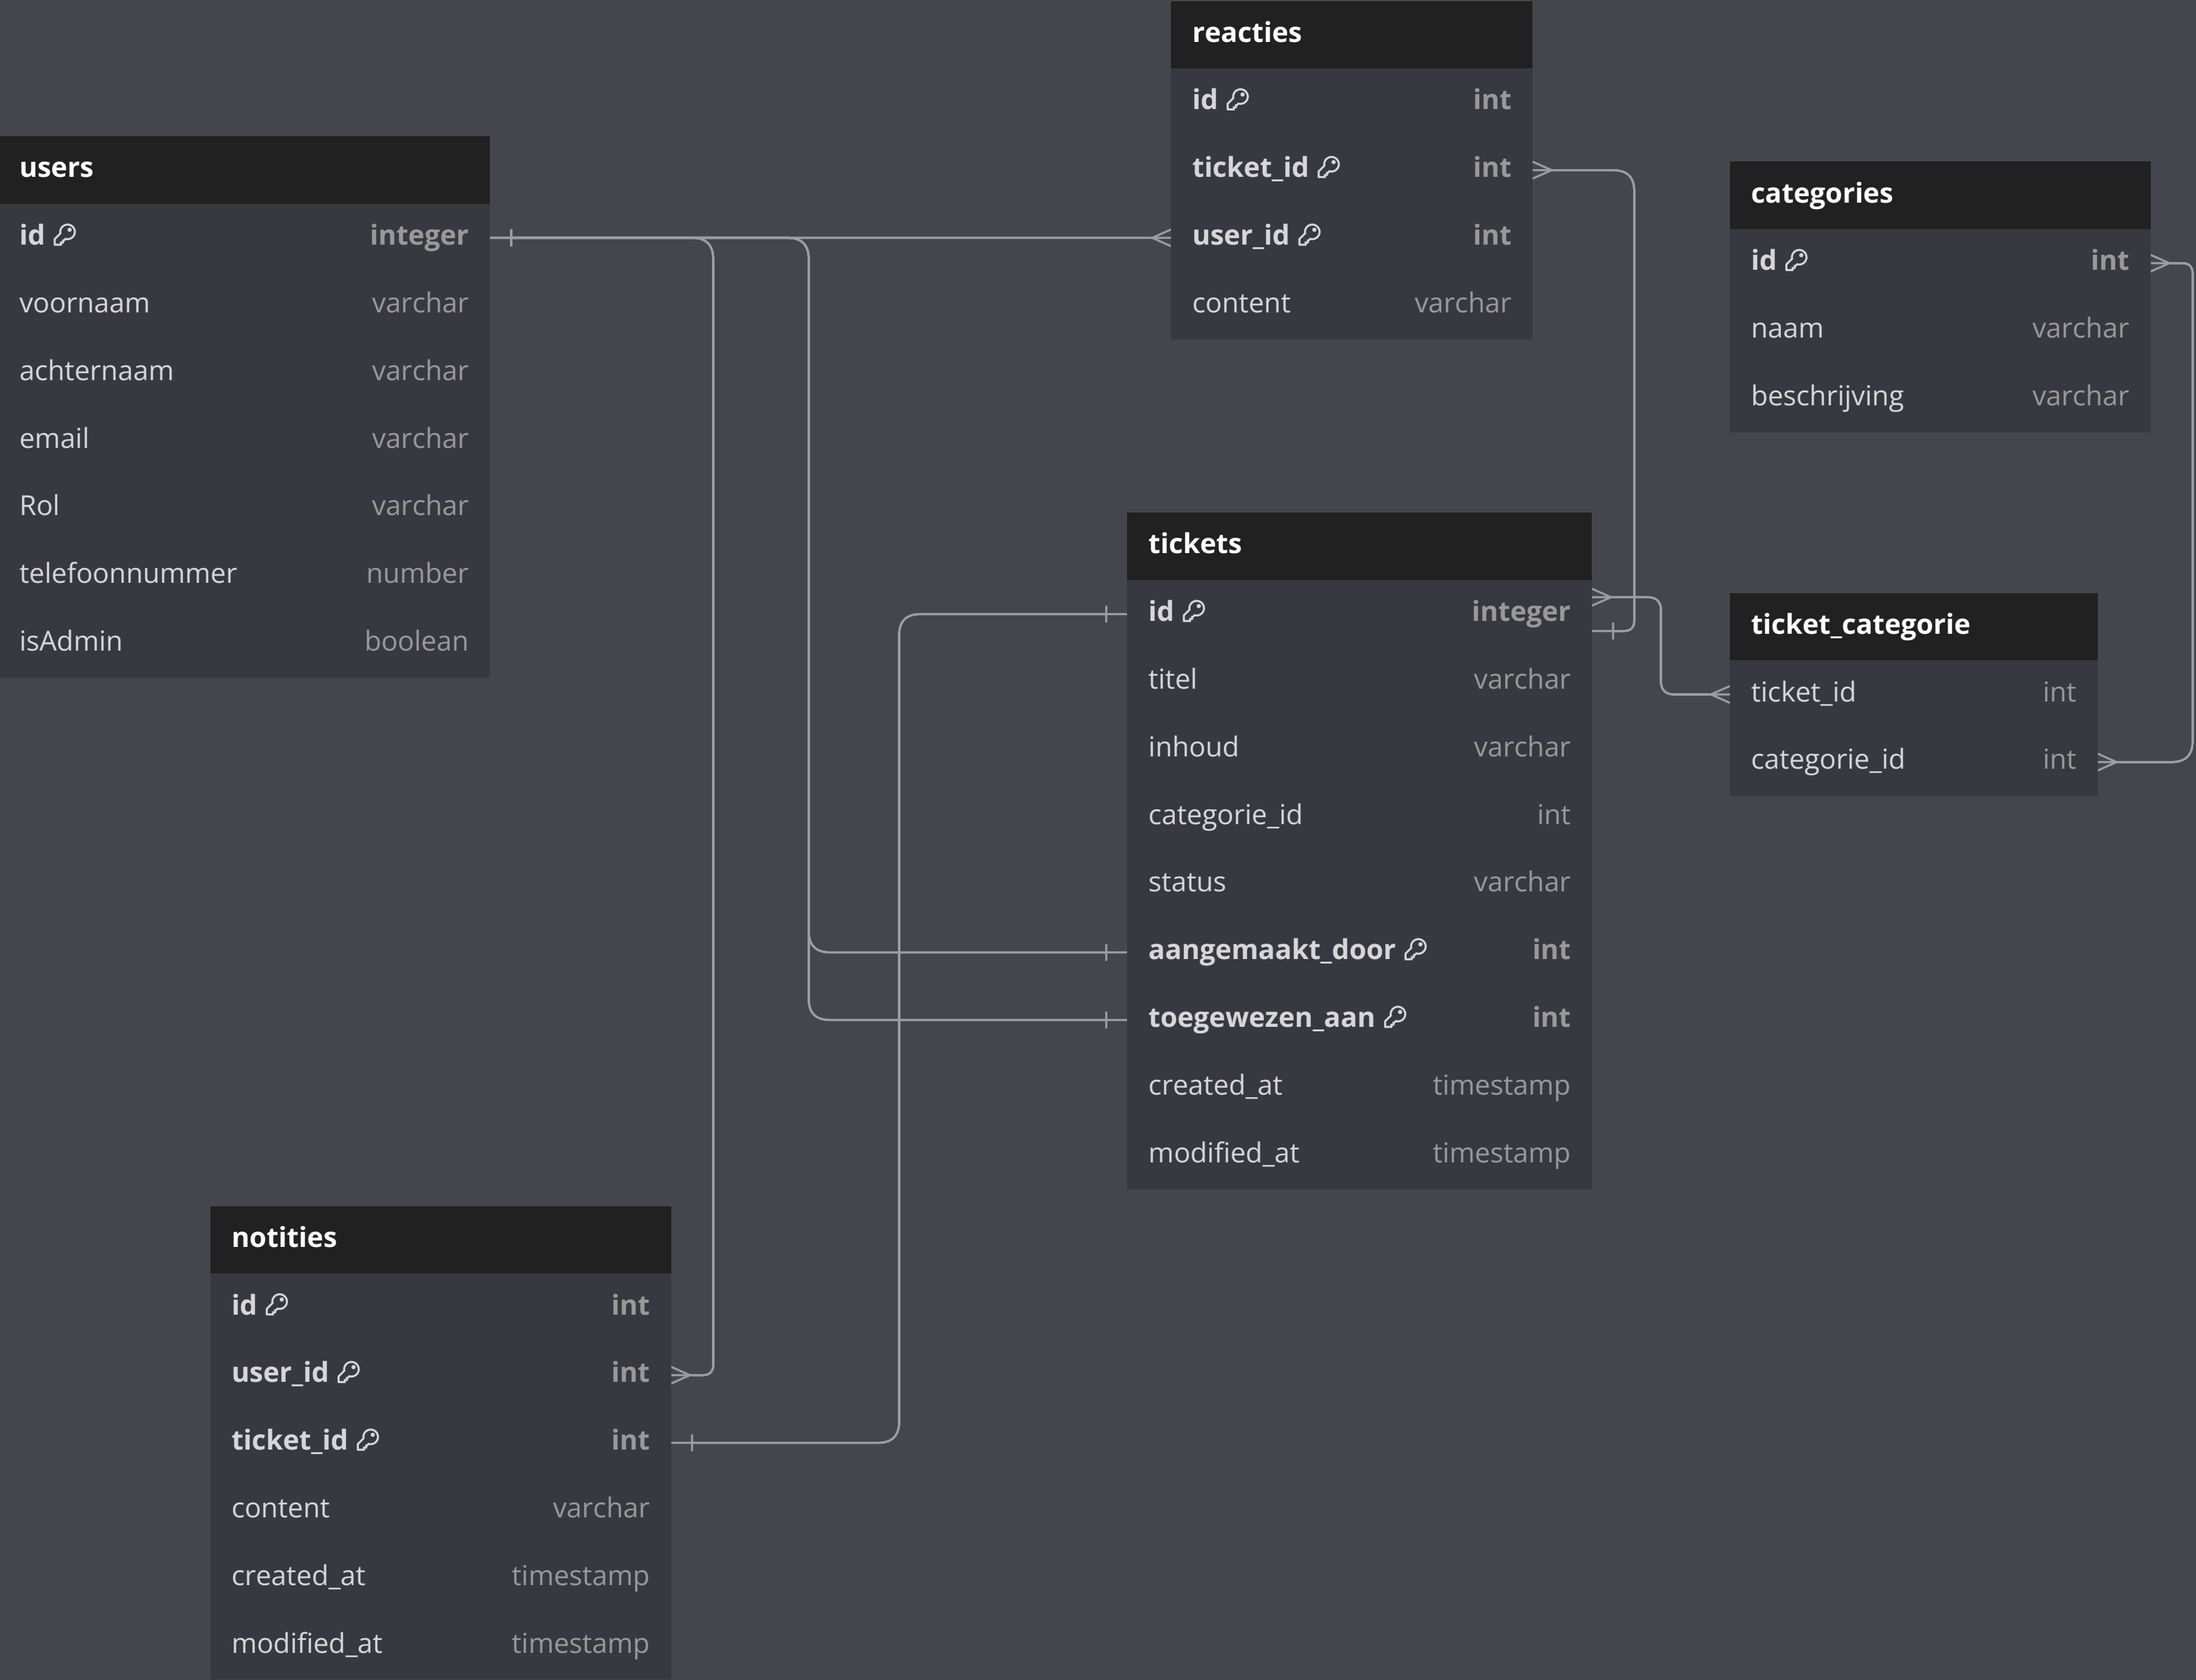 reacties
id int
ticket_id int
user_id int
content varchar
users
id integer
voornaam varchar
achternaam varchar
email varchar
Rol varchar
telefoonnummer number
isAdmin boolean
categories
id int
naam varchar
beschrijving varchar
tickets
id integer
titel varchar
inhoud varchar
categorie_id int
status varchar
aangemaakt_door int
toegewezen_aan int
created_at timestamp
modified_at timestamp
ticket_categorie
ticket_id int
categorie_id int
notities
id int
user_id int
ticket_id int
content varchar
created_at timestamp
modified_at timestamp